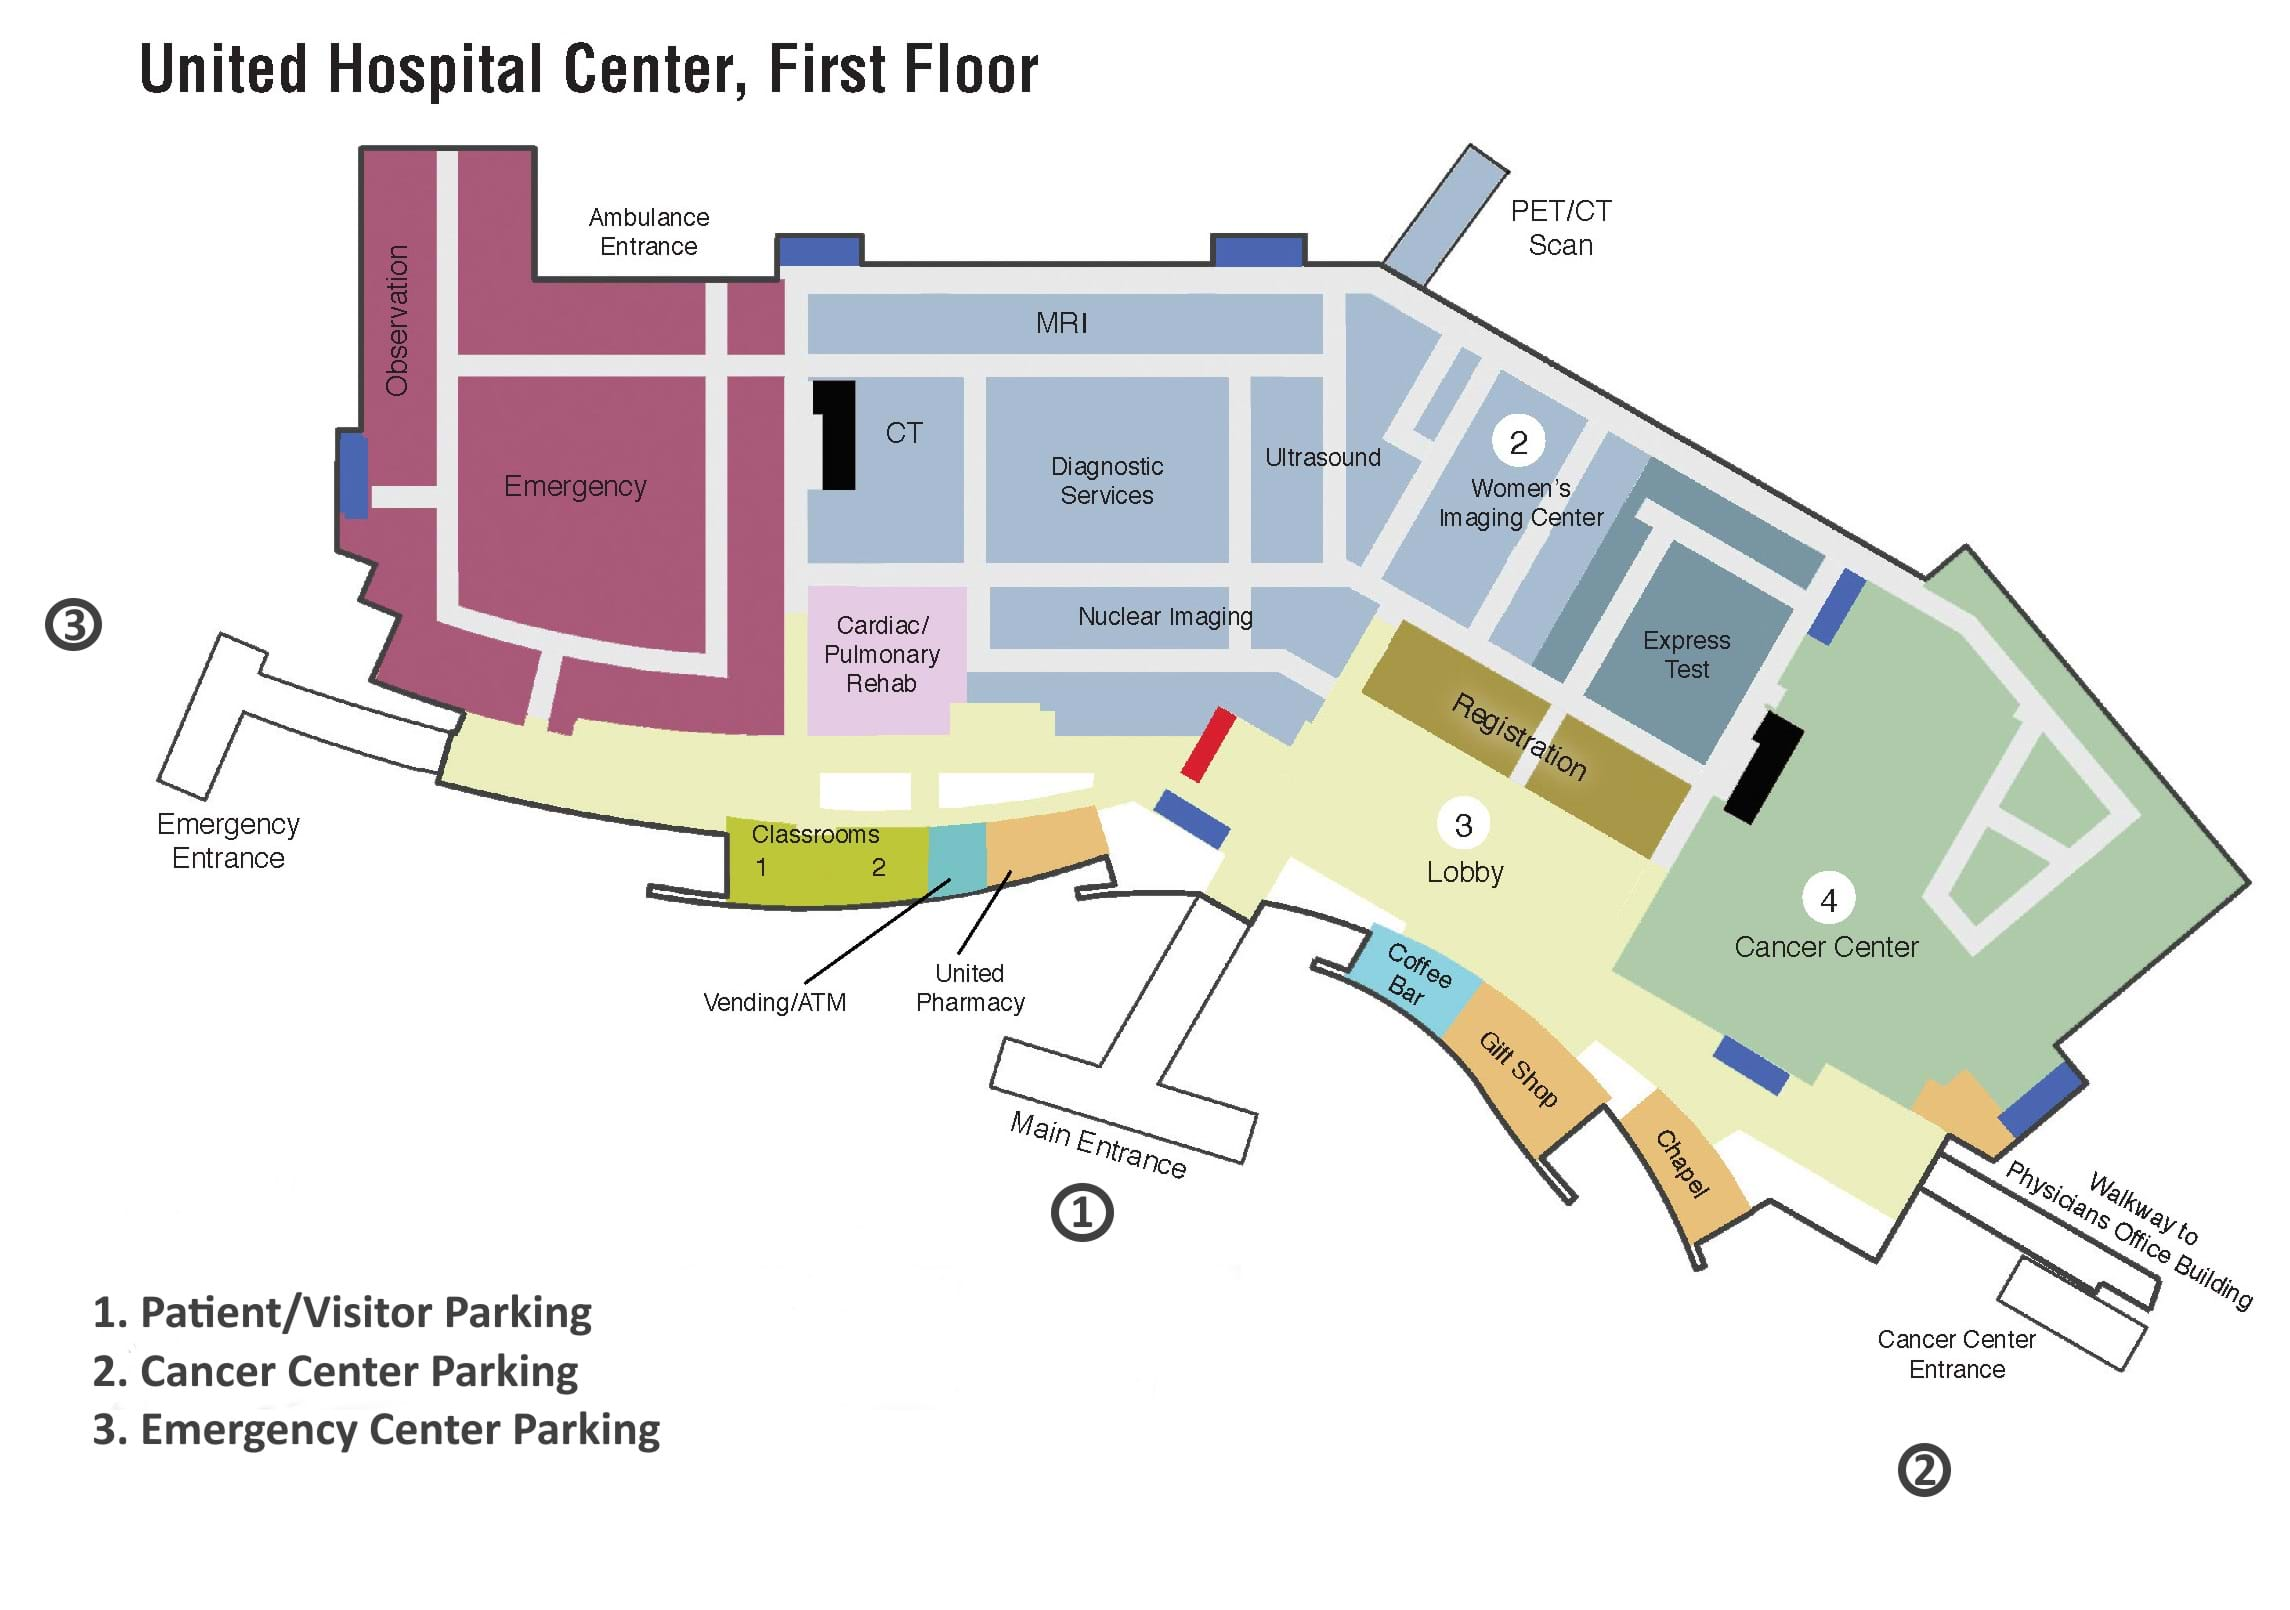 United Hospital Center, First Floor
Ambulance
Entrance
PET/CT
Scan
Observation
MRI
CT
Emergency
Diagnostic
Services
Ultrasound
2
Women's
Imaging Center
Express
Test
3
Cardiac/
Pulmonary
Rehab
Nuclear Imaging
Registration
Emergency
Entrance
Classrooms
1 2
3
Lobby
4
Cancer Center
Coffee
Bar
Vending/ATM
United
Pharmacy
Gift Shop
Chapel
Main Entrance
1
Walkway to
Physicians Office Building
Cancer Center
Entrance
2
1. Patient/Visitor Parking
2. Cancer Center Parking
3. Emergency Center Parking